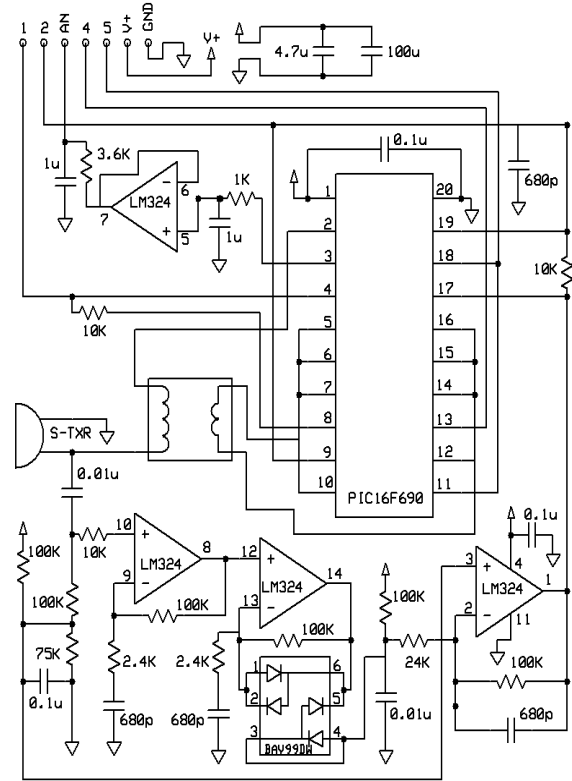 1 2 AN 4 5 V+ GND
V+
4.7u 100u
0.1u
3.6K
1u
LM324
6
7
5
1K
1u
680p
1 20
2 19
3 18
4 17
5 16
6 15
7 14
8 13
9 12
10 11
PIC16F690
10K
10K
S-TXR
0.01u
100K
10K
10
9
8
LM324
100K
12
13
14
LM324
100K
100K
75K
0.1u
2.4K
680p
2.4K
680p
1 6
2 5
3 4
BAV99DW
100K
24K
0.01u
0.1u
3
2
4
11
1
LM324
100K
680p